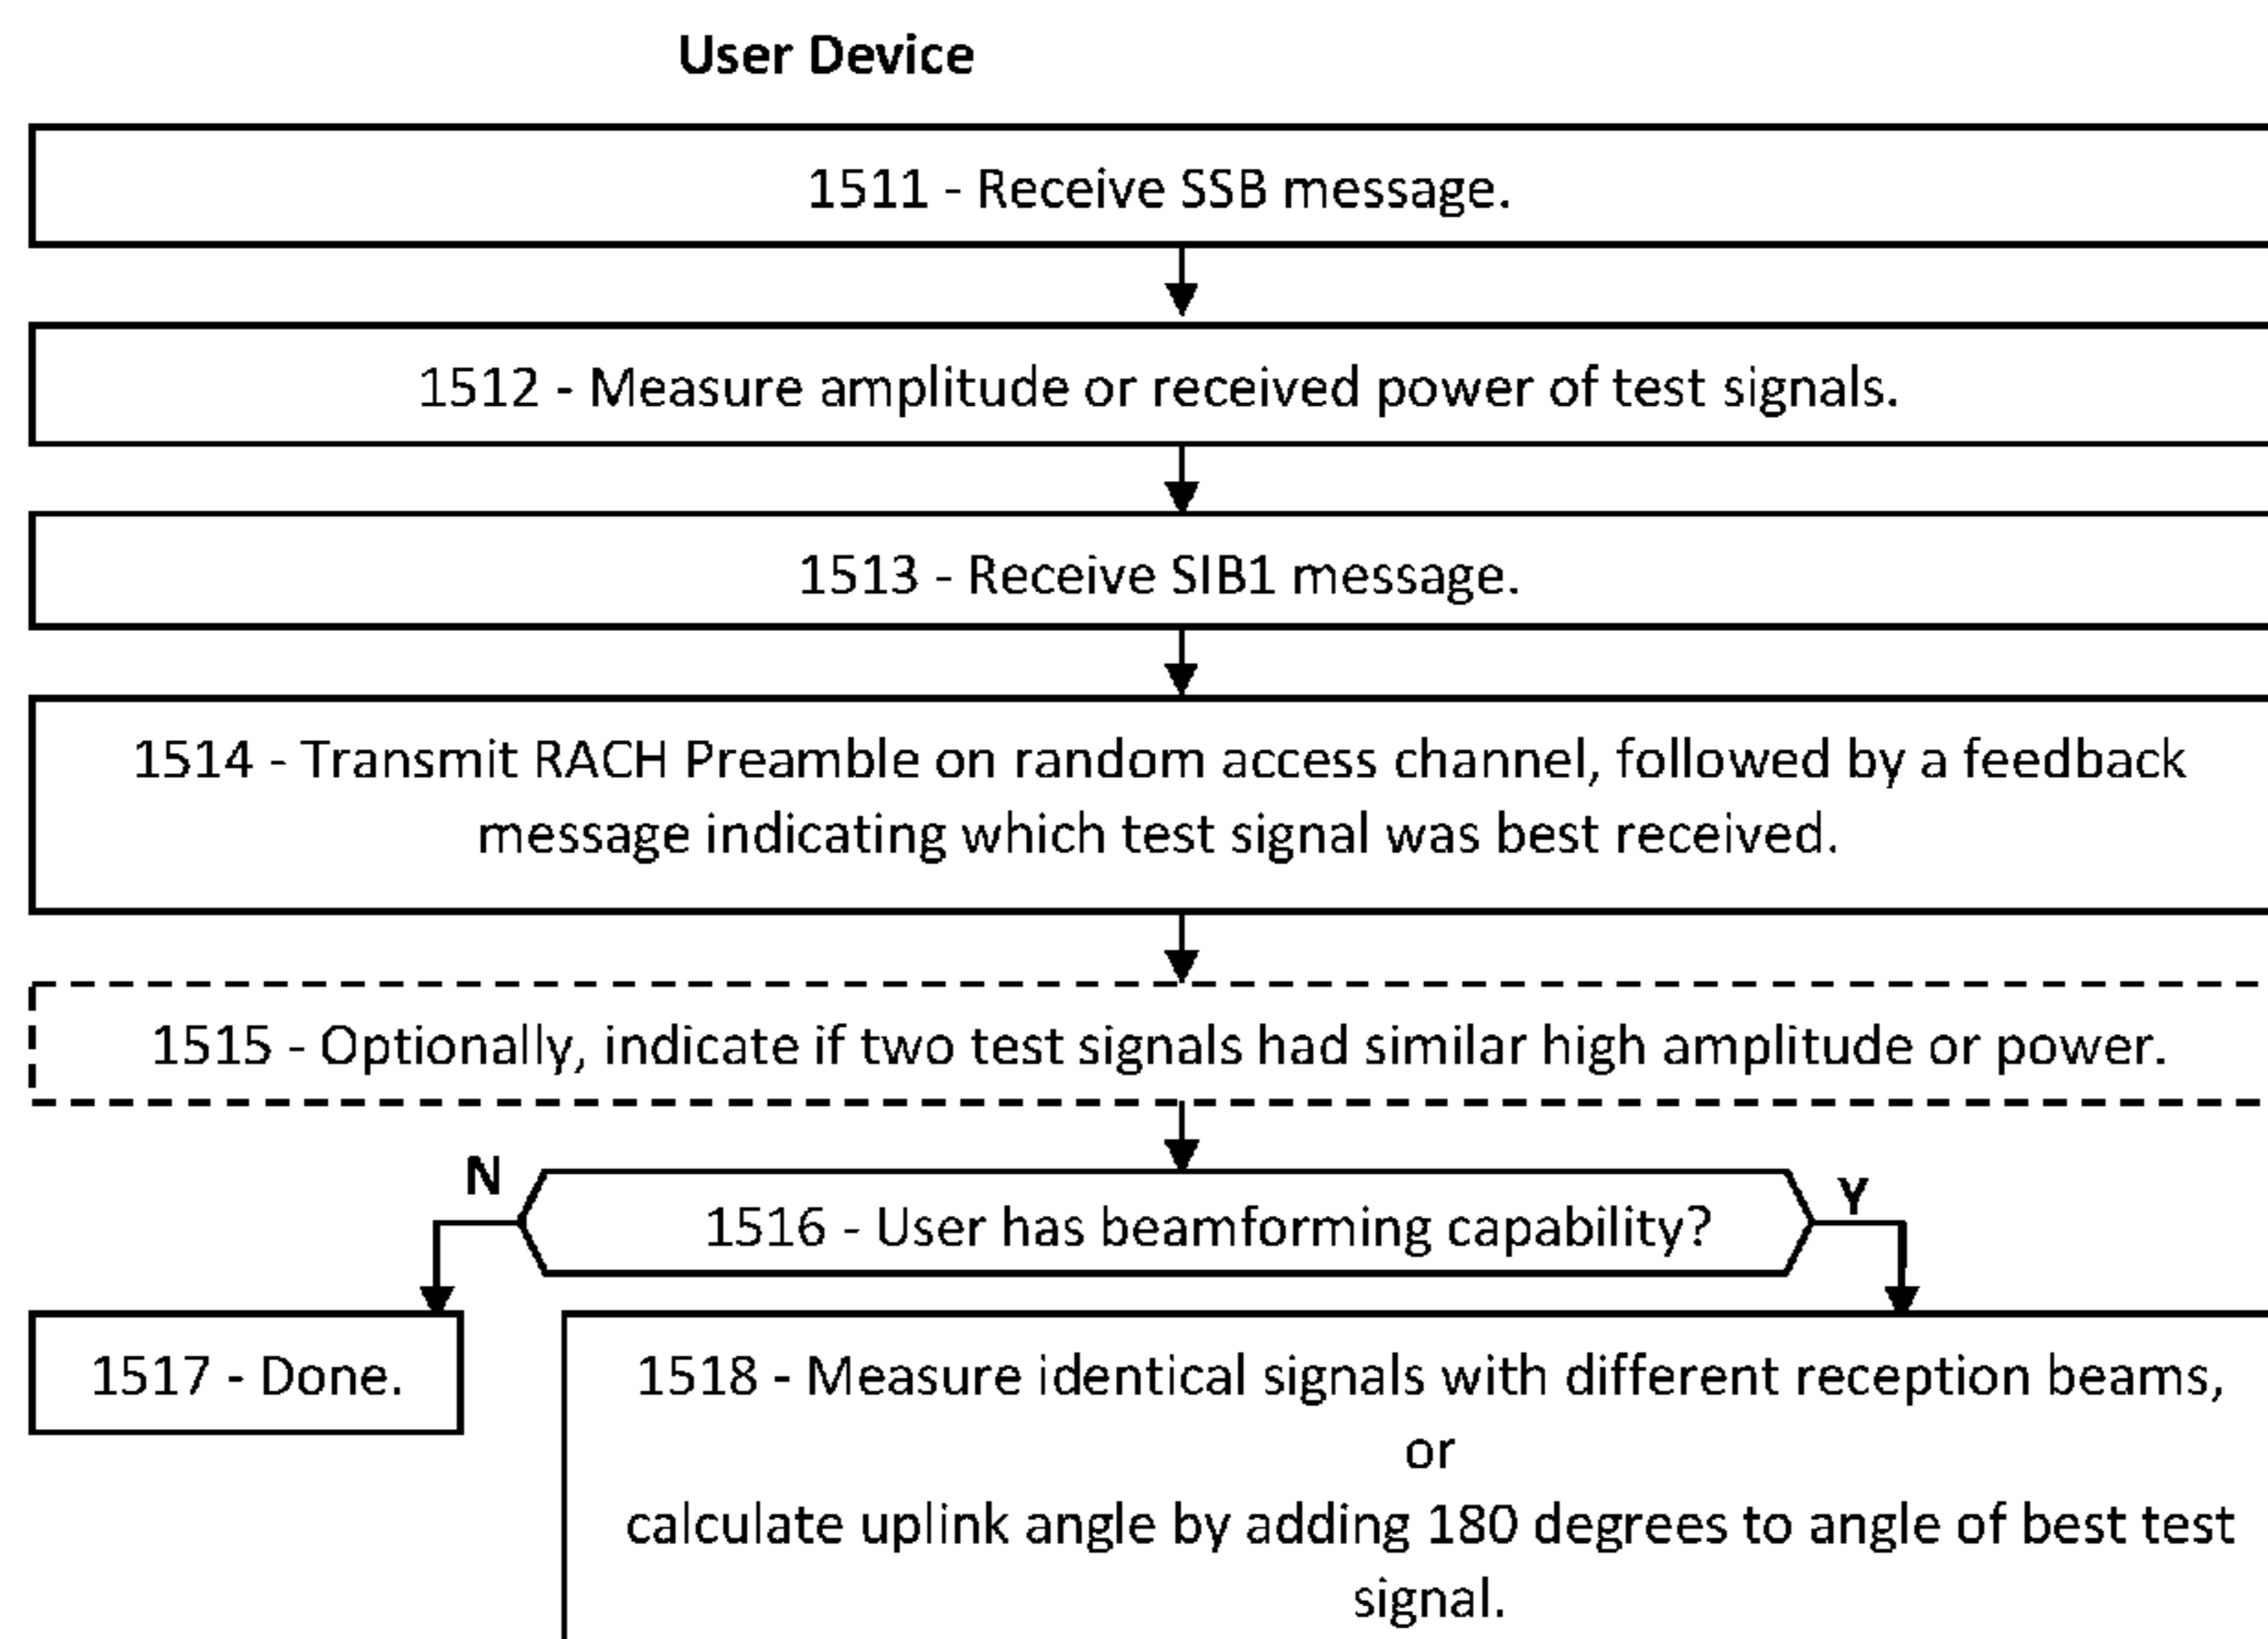 User Device
1511 - Receive SSB message.
1512 - Measure amplitude or received power of test signals.
1513 - Receive SIB1 message.
1514 - Transmit RACH Preamble on random access channel, followed by a feedback
message indicating which test signal was best received.
1515 - Optionally, indicate if two test signals had similar high amplitude or power.
N
Y
1516 - User has beamforming capability?
1517 - Done.
1518 - Measure identical signals with different reception beams,
or
calculate uplink angle by adding 180 degrees to angle of best test
signal.